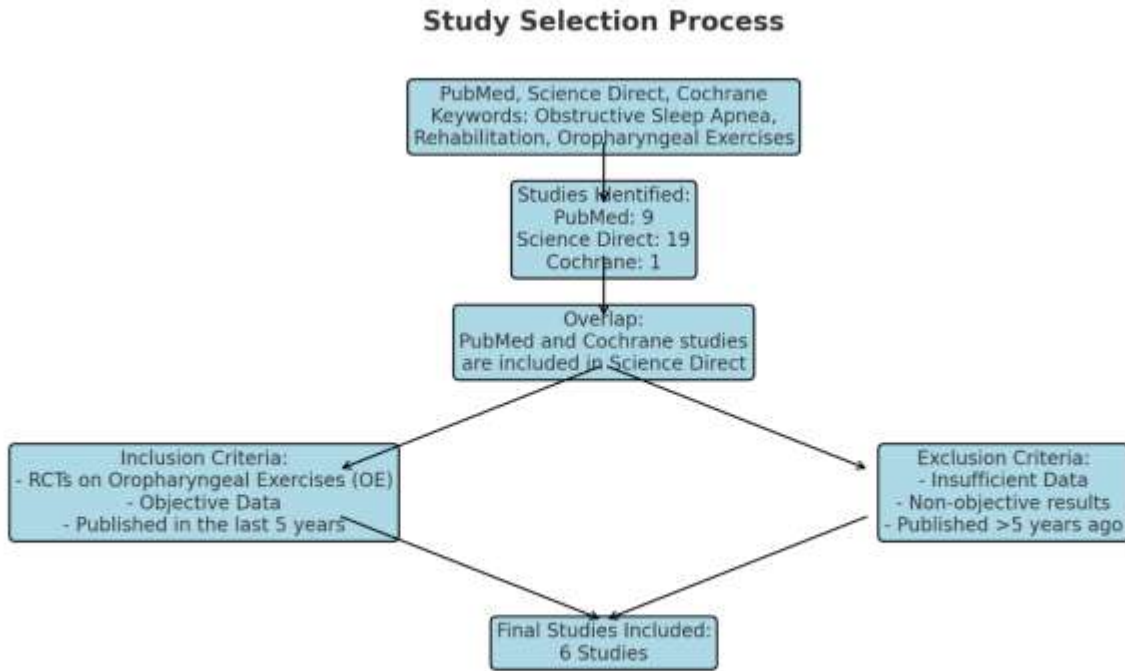 Study Selection Process
PubMed, Science Direct, Cochrane
Keywords: Obstructive Sleep Apnea,
Rehabilitation, Oropharyngeal Exercises
Studies Identified:
PubMed: 9
Science Direct: 19
Cochrane: 1
Overlap:
PubMed and Cochrane studies
are included in Science Direct
Inclusion Criteria:
- RCTs on Oropharyngeal Exercises (OE)
- Objective Data
- Published in the last 5 years
Exclusion Criteria:
- Insufficient Data
- Non-objective results
- Published >5 years ago
Final Studies Included:
6 Studies